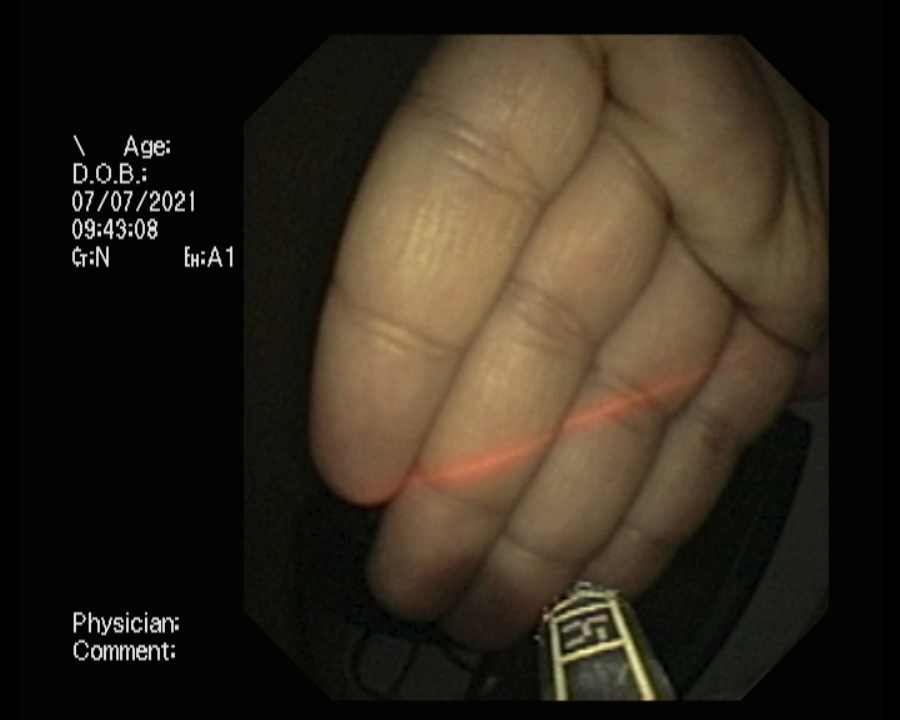 \ Age:
D.O.B.:
07/07/2021
09:43:08
Cr:N Eh:A1
Physician:
Comment: